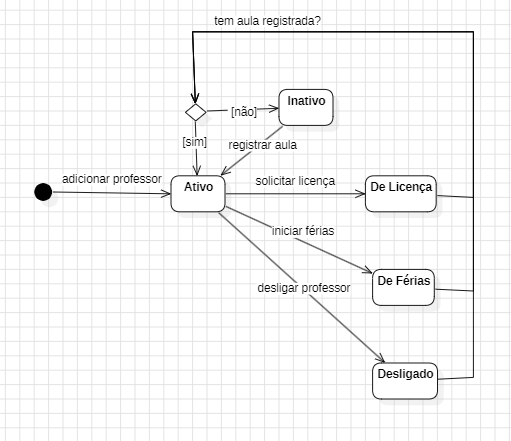 tem aula registrada?
Inativo
[não]
[sim]
registrar aula
adicionar professor
Ativo
solicitar licença
De Licença
iniciar férias
De Férias
desligar professor
Desligado